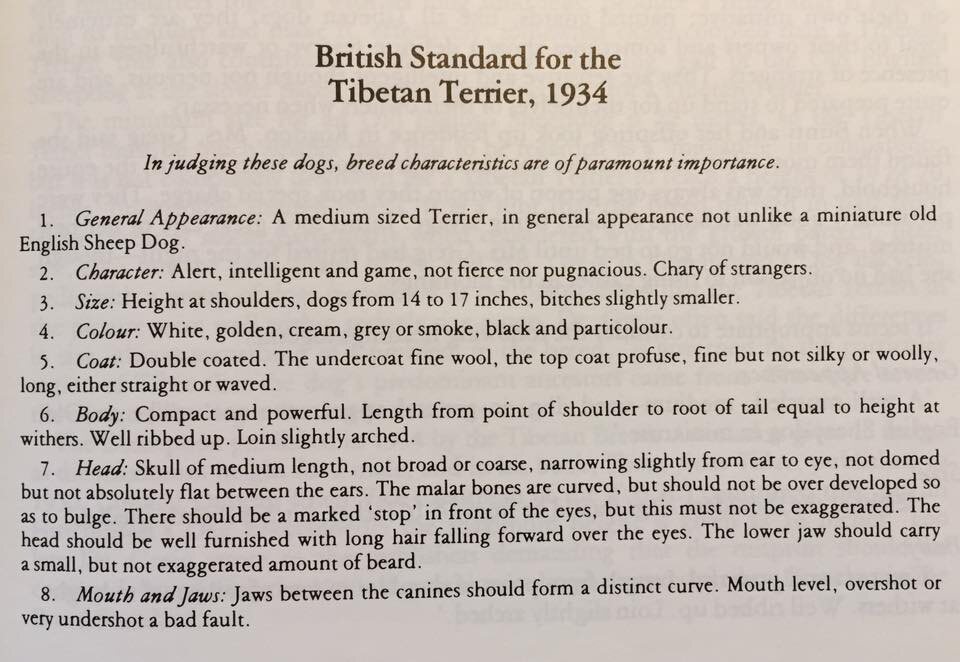 British Standard for the
Tibetan Terrier, 1934
In judging these dogs, breed characteristics are of paramount importance.
1. General Appearance: A medium sized Terrier, in general appearance not unlike a miniature old
English Sheep Dog.
2. Character: Alert, intelligent and game, not fierce nor pugnacious. Chary of strangers.
3. Size: Height at shoulders, dogs from 14 to 17 inches, bitches slightly smaller.
4. Colour: White, golden, cream, grey or smoke, black and particolour.
5. Coat: Double coated. The undercoat fine wool, the top coat profuse, fine but not silky or woolly,
long, either straight or waved.
6. Body: Compact and powerful. Length from point of shoulder to root of tail equal to height at
withers. Well ribbed up. Loin slightly arched.
7. Head: Skull of medium length, not broad or coarse, narrowing slightly from ear to eye, not domed
but not absolutely flat between the ears. The malar bones are curved, but should not be over developed so
as to bulge. There should be a marked ‘stop’ in front of the eyes, but this must not be exaggerated. The
head should be well furnished with long hair falling forward over the eyes. The lower jaw should carry
a small, but not exaggerated amount of beard.
8. Mouth and Jaws: Jaws between the canines should form a distinct curve. Mouth level, overshot or
very undershot a bad fault.